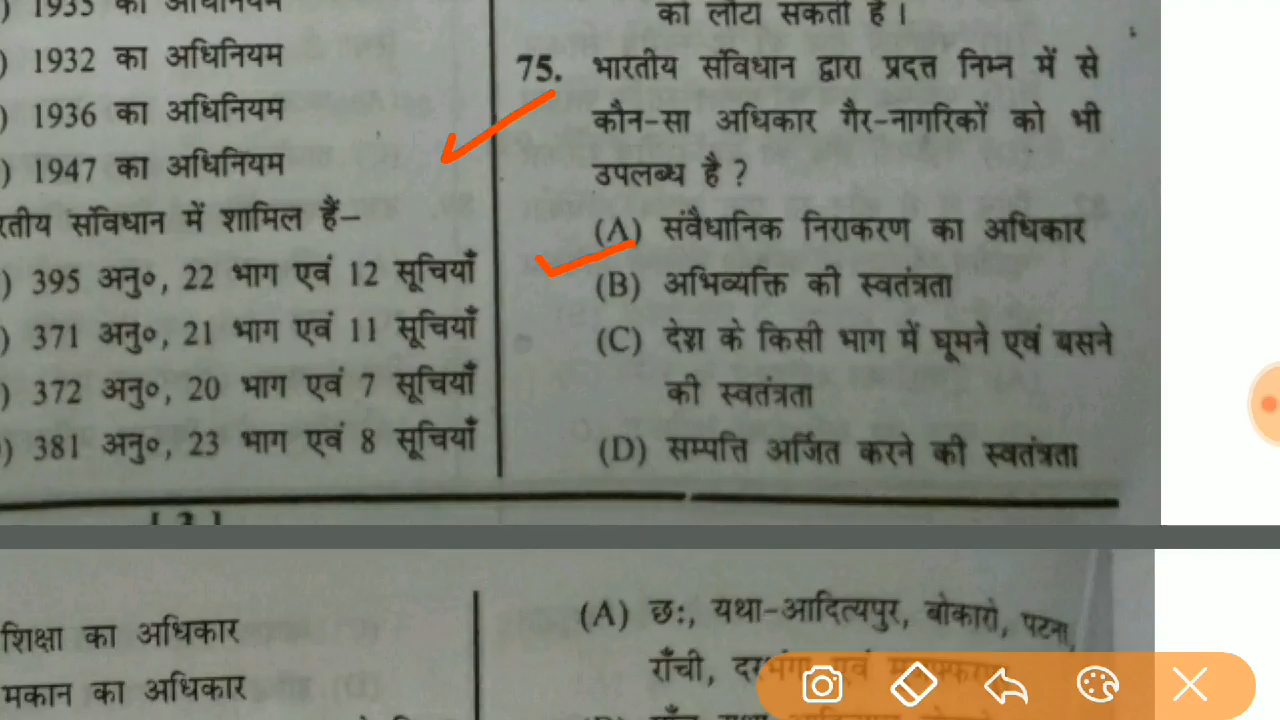 ) 1935 का अधिनियम
) 1932 का अधिनियम
) 1936 का अधिनियम
) 1947 का अधिनियम
रतीय संविधान में शामिल हैं–
) 395 अनु०, 22 भाग एवं 12 सूचियाँ
) 371 अनु०, 21 भाग एवं 11 सूचियाँ
) 372 अनु०, 20 भाग एवं 7 सूचियाँ
) 381 अनु०, 23 भाग एवं 8 सूचियाँ
को लौटा सकती है ।
75. भारतीय संविधान द्वारा प्रदत्त निम्न में से
कौन-सा अधिकार गैर-नागरिकों को भी
उपलब्ध है ?
(A) संवैधानिक निराकरण का अधिकार
(B) अभिव्यक्ति की स्वतंत्रता
(C) देश के किसी भाग में घूमने एवं बसने
की स्वतंत्रता
(D) सम्पत्ति अर्जित करने की स्वतंत्रता
शिक्षा का अधिकार
मकान का अधिकार
(A) छः, यथा-आदित्यपुर, बोकारो, पटना,
राँची,